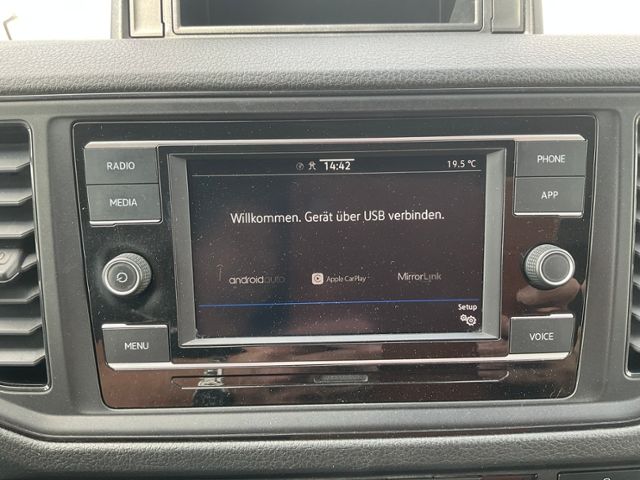 14:42
19.5 °C
RADIO
PHONE
MEDIA
APP
Willkommen. Gerät über USB verbinden.
androidauto
Apple CarPlay
MirrorLink
Setup
MENU
VOICE